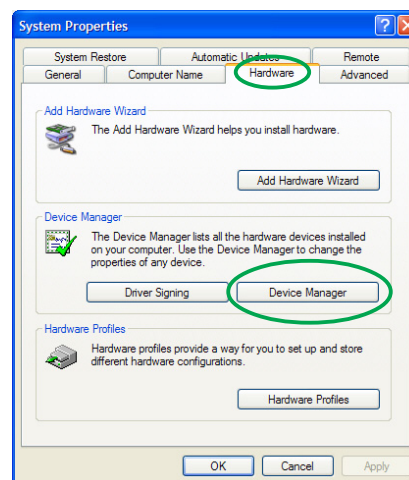 System Properties
System Restore Automatic Updates Remote
General Computer Name Hardware Advanced
Add Hardware Wizard
The Add Hardware Wizard helps you install hardware.
Add Hardware Wizard
Device Manager
The Device Manager lists all the hardware devices installed
on your computer. Use the Device Manager to change the
properties of any device.
Driver Signing Device Manager
Hardware Profiles
Hardware profiles provide a way for you to set up and store
different hardware configurations.
Hardware Profiles
OK Cancel Apply